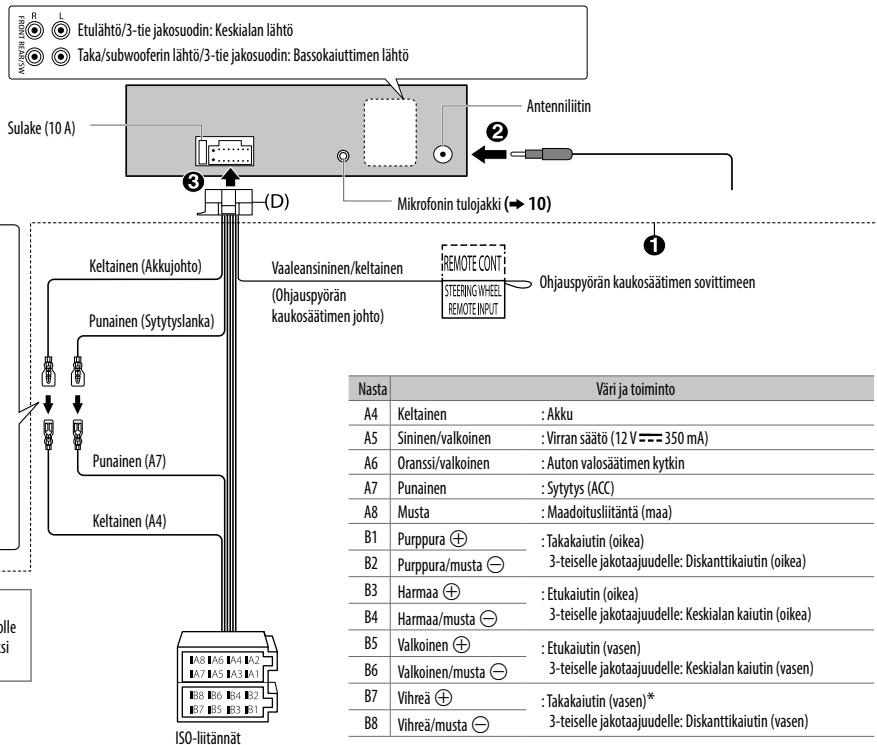 R L
FRONT
REAR/SW
Etulähtö/3-tie jakosuodin: Keskialan lähtö
Taka/subwooferin lähtö/3-tie jakosuodin: Bassokaiuttimen lähtö
Antenniliitin
Sulake (10 A)
❷
❸
(D)
Mikrofonin tulojakki (➜ 10)
❶
Keltainen (Akkujohto)
Vaaleansininen/keltainen
(Ohjauspyörän
kaukosäätimen johto)
REMOTE CONT
STEERING WHEEL
REMOTE INPUT
Ohjauspyörän kaukosäätimen sovittimeen
Punainen (Sytytyslanka)
Punainen (A7)
Keltainen (A4)
olle
ksi
A8 A6 A4 A2
A7 A5 A3 A1
B8 B6 B4 B2
B7 B5 B3 B1
ISO-liitännät
Nasta Väri ja toiminto
A4 Keltainen : Akku
A5 Sininen/valkoinen : Virran säätö (12 V ⎓ 350 mA)
A6 Oranssi/valkoinen : Auton valosäätimen kytkin
A7 Punainen : Sytytys (ACC)
A8 Musta : Maadoitusliitäntä (maa)
B1 Purppura ⊕ : Takakaiutin (oikea)
B2 Purppura/musta ⊖ 3-teiselle jakotaajuudelle: Diskanttikaiutin (oikea)
B3 Harmaa ⊕ : Etukaiutin (oikea)
B4 Harmaa/musta ⊖ 3-teiselle jakotaajuudelle: Keskialan kaiutin (oikea)
B5 Valkoinen ⊕ : Etukaiutin (vasen)
B6 Valkoinen/musta ⊖ 3-teiselle jakotaajuudelle: Keskialan kaiutin (vasen)
B7 Vihreä ⊕ : Takakaiutin (vasen)*
B8 Vihreä/musta ⊖ 3-teiselle jakotaajuudelle: Diskanttikaiutin (vasen)